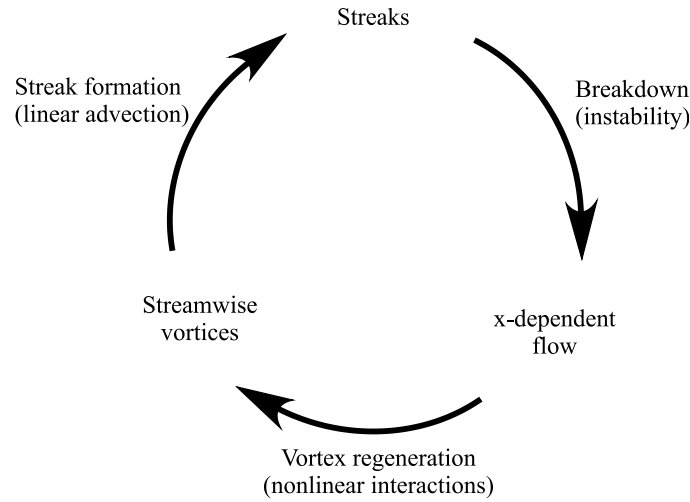 Streaks
Streak formation
(linear advection)
Breakdown
(instability)
Streamwise
vortices
x-dependent
flow
Vortex regeneration
(nonlinear interactions)